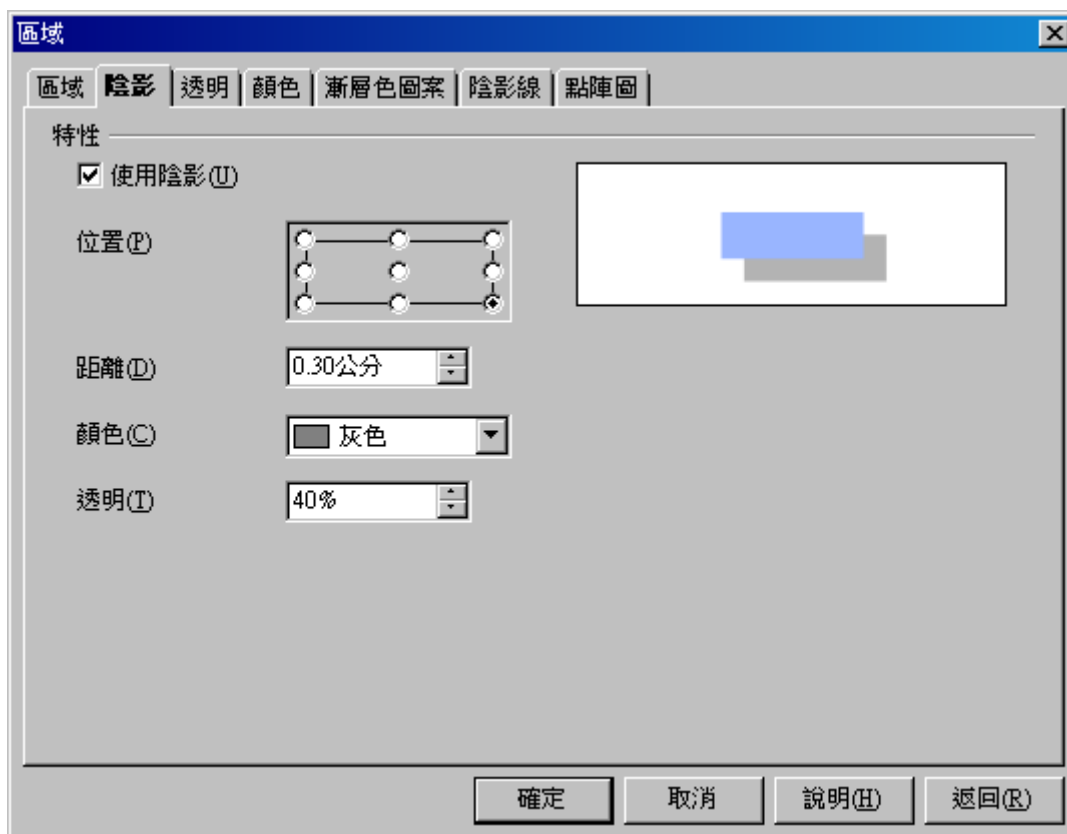 區域
區域 陰影 透明 顏色 漸層色圖案 陰影線 點陣圖
特性
使用陰影(U)
位置(P)
距離(D) 0.30公分
顏色(C) 灰色
透明(T) 40%
確定 取消 說明(H) 返回(R)